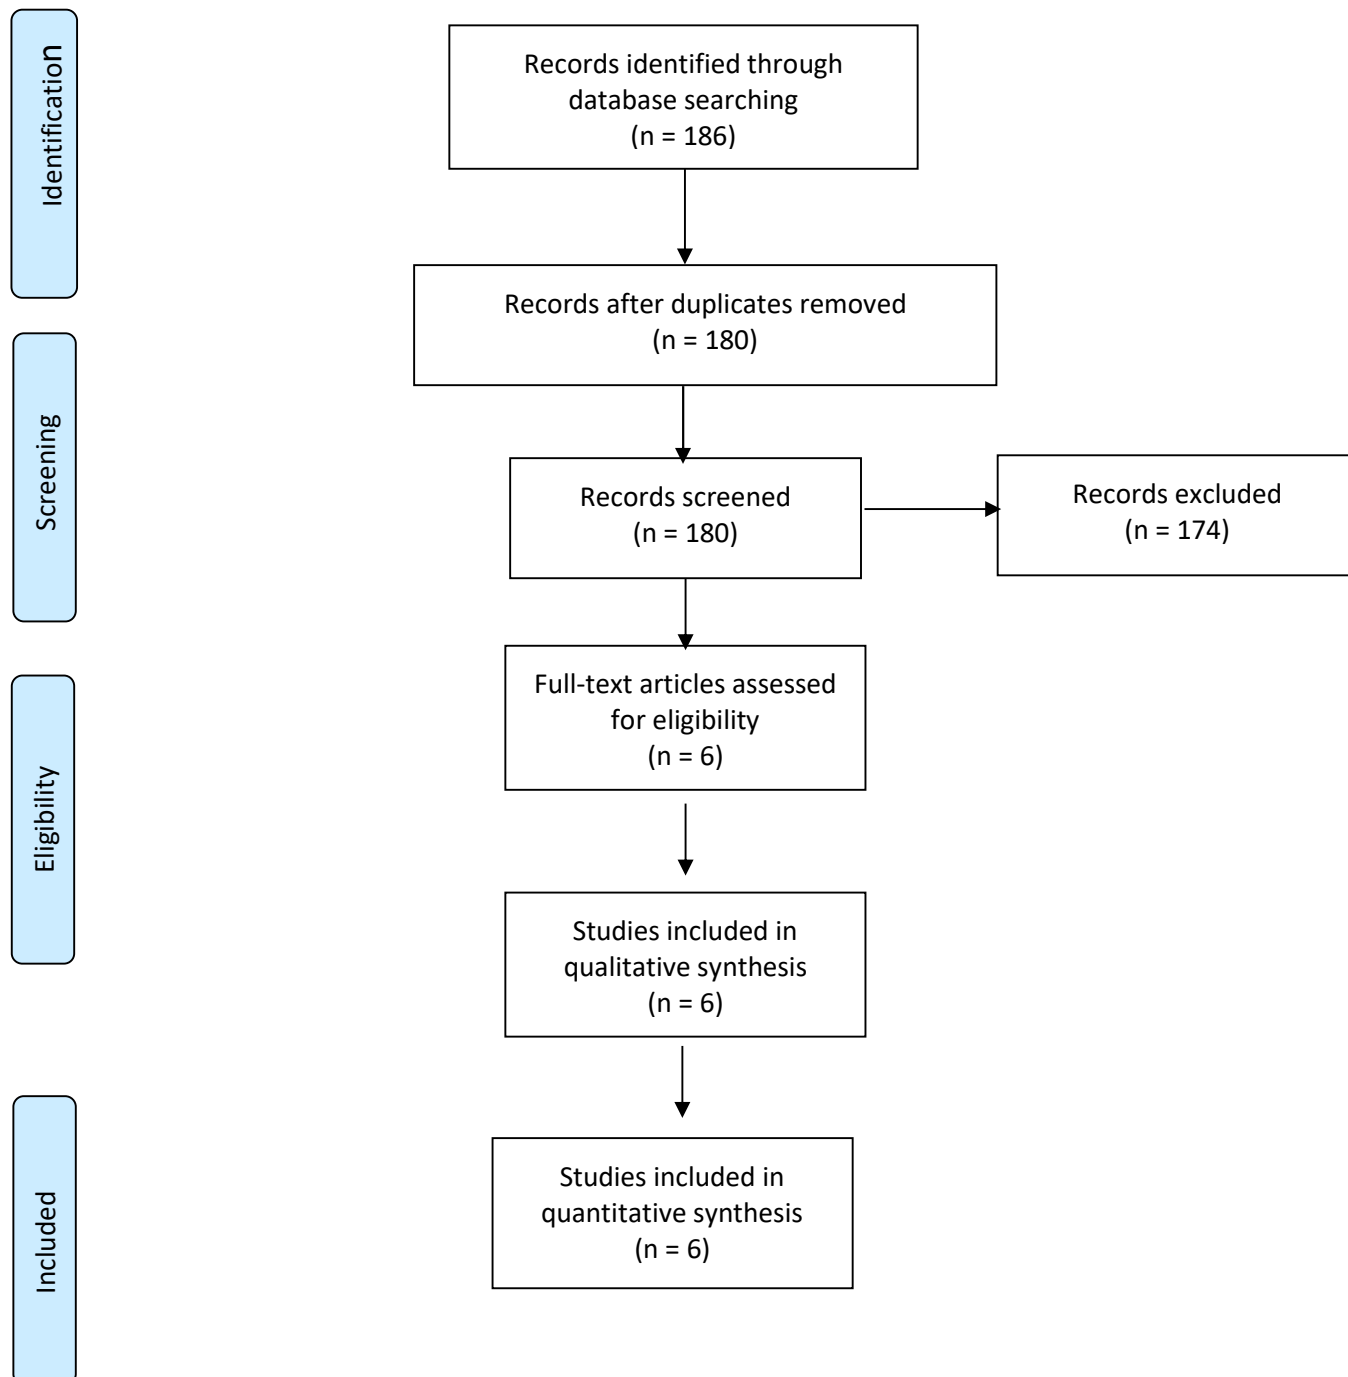 Identification
Records identified through
database searching
(n = 186)
Records after duplicates removed
(n = 180)
Screening
Records screened
(n = 180)
Records excluded
(n = 174)
Eligibility
Full-text articles assessed
for eligibility
(n = 6)
Studies included in
qualitative synthesis
(n = 6)
Included
Studies included in
quantitative synthesis
(n = 6)